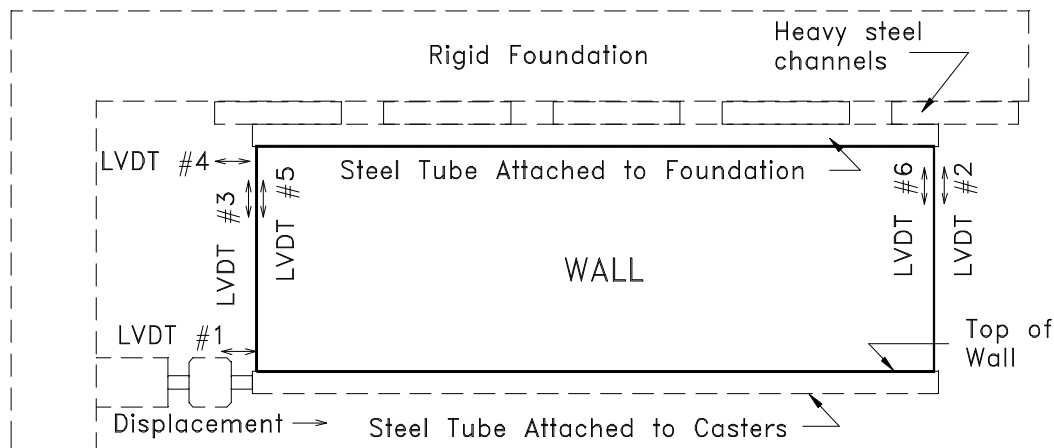 Heavy steel
channels
Rigid Foundation
LVDT #4
Steel Tube Attached to Foundation
LVDT #3
LVDT #5
LVDT #6
LVDT #2
WALL
LVDT #1
Top of
Wall
Displacement
Steel Tube Attached to Casters